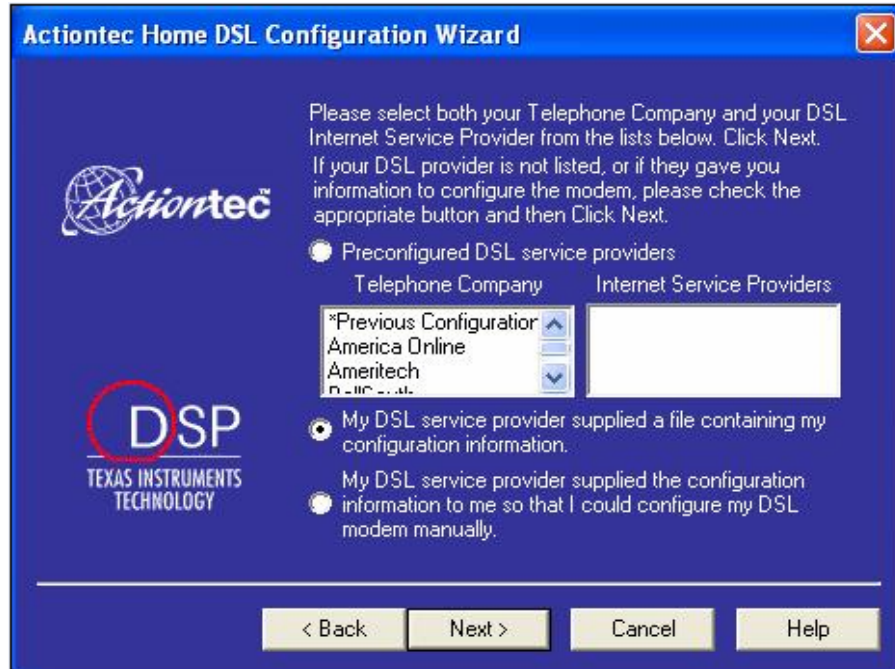 Actiontec Home DSL Configuration Wizard
Please select both your Telephone Company and your DSL
Internet Service Provider from the lists below. Click Next.
If your DSL provider is not listed, or if they gave you
information to configure the modem, please check the
appropriate button and then Click Next.
Actiontec™
Preconfigured DSL service providers
Telephone Company
Internet Service Providers
*Previous Configuration
America Online
Ameritech
My DSL service provider supplied a file containing my
configuration information.
DSP
TEXAS INSTRUMENTS
TECHNOLOGY
My DSL service provider supplied the configuration
information to me so that I could configure my DSL
modem manually.
< Back
Next >
Cancel
Help